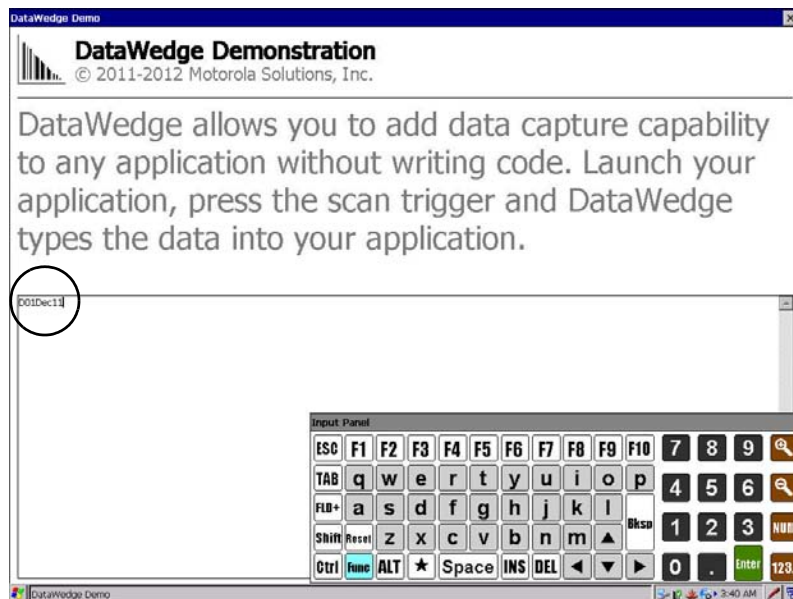 DataWedge Demo
DataWedge Demonstration
© 2011-2012 Motorola Solutions, Inc.
DataWedge allows you to add data capture capability
to any application without writing code. Launch your
application, press the scan trigger and DataWedge
types the data into your application.
D01Dec11
Input Panel
ESC F1 F2 F3 F4 F5 F6 F7 F8 F9 F10 7 8 9
TAB q w e r t y u i o p 4 5 6
FLD+ a s d f g h j k l Bksp 1 2 3 NUM
Shift Reset z x c v b n m
Ctrl Func ALT Space INS DEL 0 . Enter 123
DataWedge Demo 3:40 AM